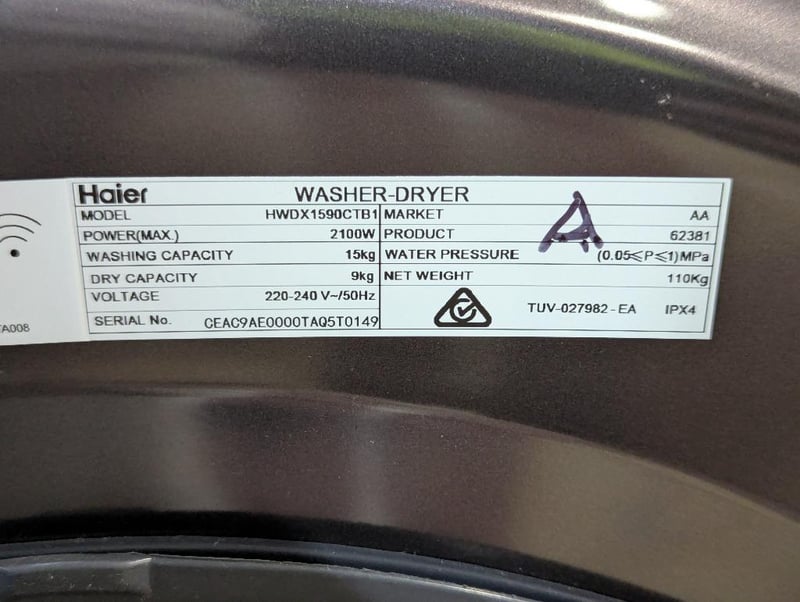 Haier WASHER-DRYER
MODEL HWDX1590CTB1 MARKET AA
POWER(MAX.) 2100W PRODUCT 62381
A
WASHING CAPACITY 15kg WATER PRESSURE (0.05≤P≤1)MPa
DRY CAPACITY 9kg NET WEIGHT 110Kg
VOLTAGE 220-240 V~/50Hz
TUV-027982-EA IPX4
SERIAL No. CEAC9AE0000TAQ5T0149